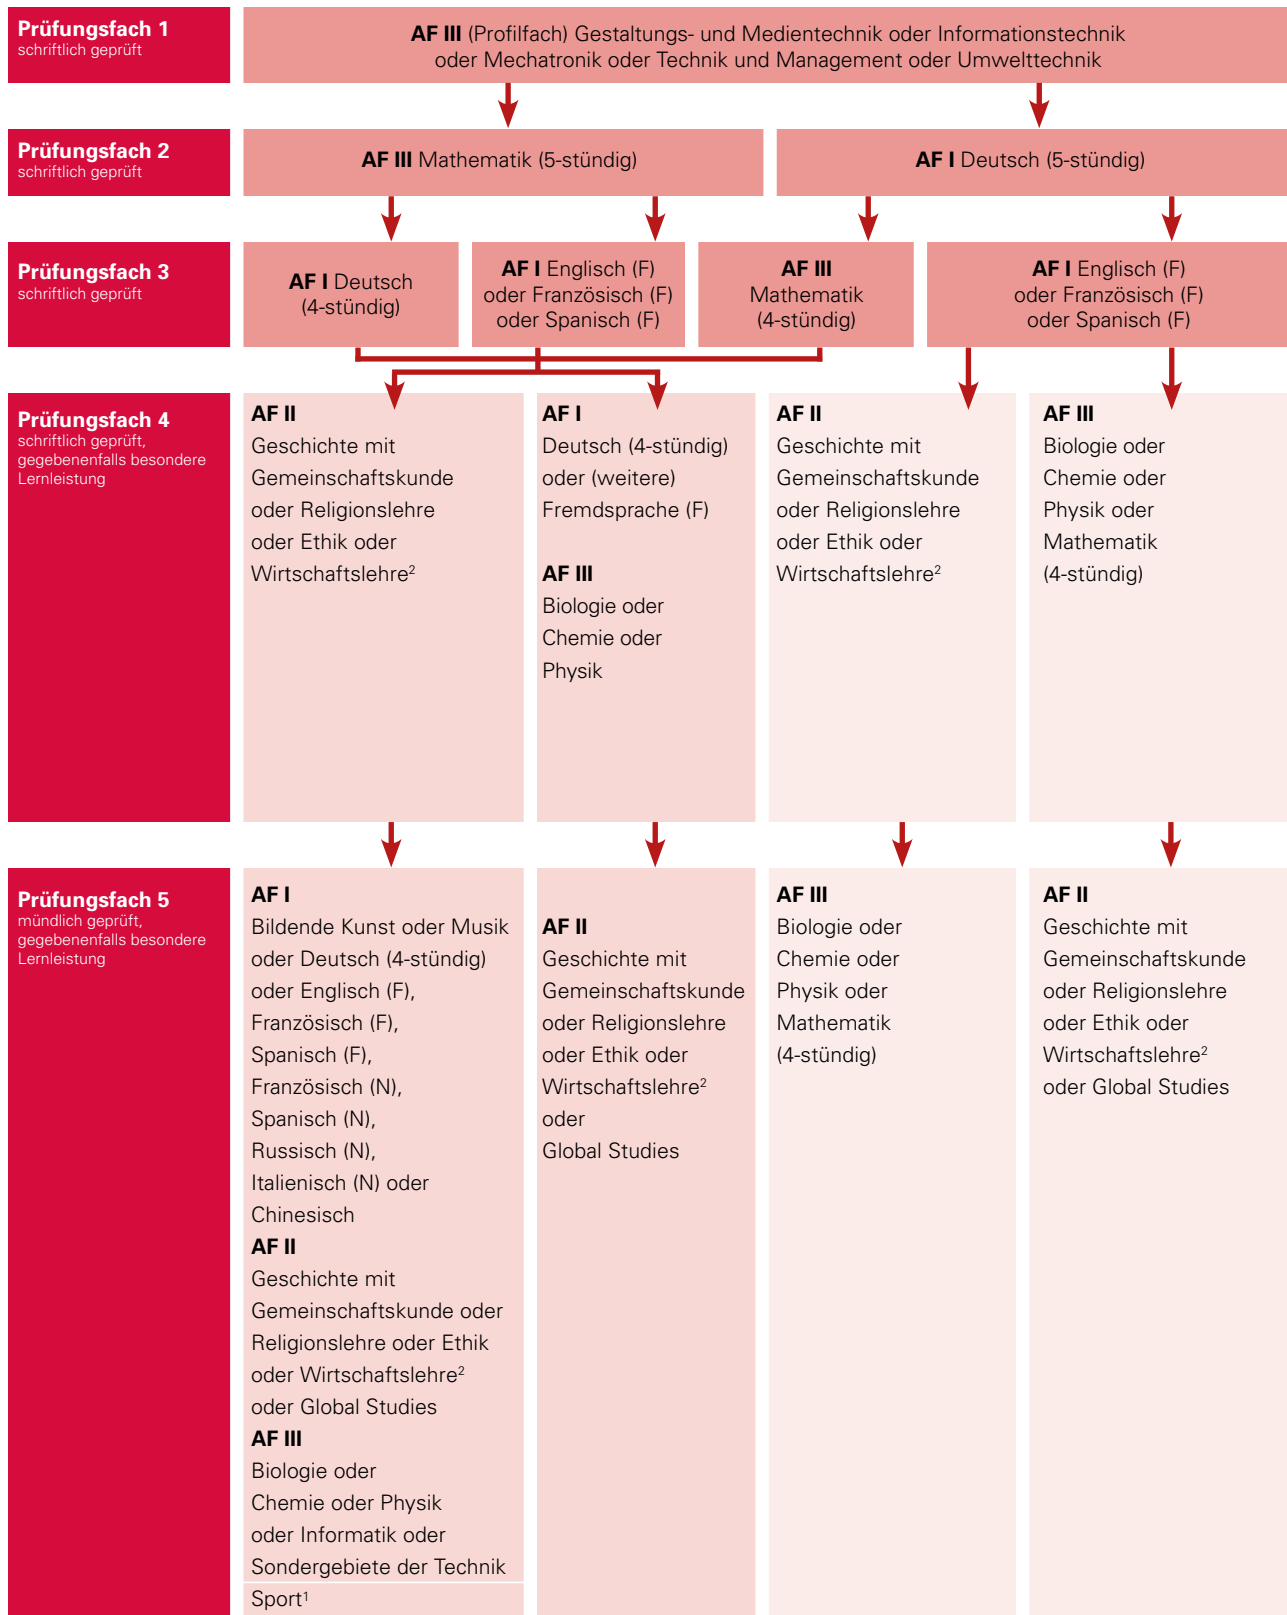 Prüfungsfach 1
schriftlich geprüft
AF III (Profilfach) Gestaltungs- und Medientechnik oder Informationstechnik
oder Mechatronik oder Technik und Management oder Umwelttechnik
Prüfungsfach 2
schriftlich geprüft
AF III Mathematik (5-stündig)
AF I Deutsch (5-stündig)
Prüfungsfach 3
schriftlich geprüft
AF I Deutsch
(4-stündig)
AF I Englisch (F)
oder Französisch (F)
oder Spanisch (F)
AF III
Mathematik
(4-stündig)
AF I Englisch (F)
oder Französisch (F)
oder Spanisch (F)
Prüfungsfach 4
schriftlich geprüft,
gegebenenfalls besondere
Lernleistung
AF II
Geschichte mit
Gemeinschaftskunde
oder Religionslehre
oder Ethik oder
Wirtschaftslehre²
AF I
Deutsch (4-stündig)
oder (weitere)
Fremdsprache (F)
AF III
Biologie oder
Chemie oder
Physik
AF II
Geschichte mit
Gemeinschaftskunde
oder Religionslehre
oder Ethik oder
Wirtschaftslehre²
AF III
Biologie oder
Chemie oder
Physik oder
Mathematik
(4-stündig)
Prüfungsfach 5
mündlich geprüft,
gegebenenfalls besondere
Lernleistung
AF I
Bildende Kunst oder Musik
oder Deutsch (4-stündig)
oder Englisch (F),
Französisch (F),
Spanisch (F),
Französisch (N),
Spanisch (N),
Russisch (N),
Italienisch (N) oder
Chinesisch
AF II
Geschichte mit
Gemeinschaftskunde oder
Religionslehre oder Ethik
oder Wirtschaftslehre²
oder Global Studies
AF III
Biologie oder
Chemie oder Physik
oder Informatik oder
Sondergebiete der Technik
Sport¹
AF II
Geschichte mit
Gemeinschaftskunde
oder Religionslehre
oder Ethik oder
Wirtschaftslehre²
oder
Global Studies
AF III
Biologie oder
Chemie oder
Physik oder
Mathematik
(4-stündig)
AF II
Geschichte mit
Gemeinschaftskunde
oder Religionslehre
oder Ethik oder
Wirtschaftslehre²
oder Global Studies